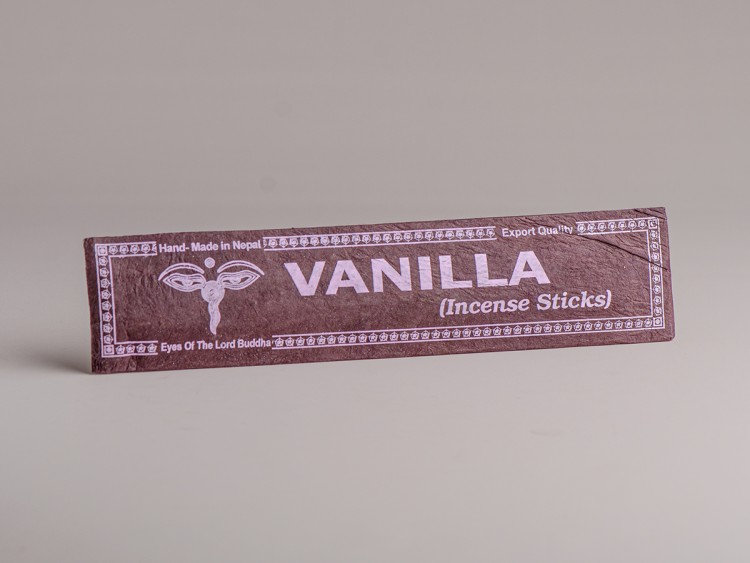 Hand- Made in Nepal
Export Quality
VANILLA
(Incense Sticks)
Eyes Of The Lord Buddha